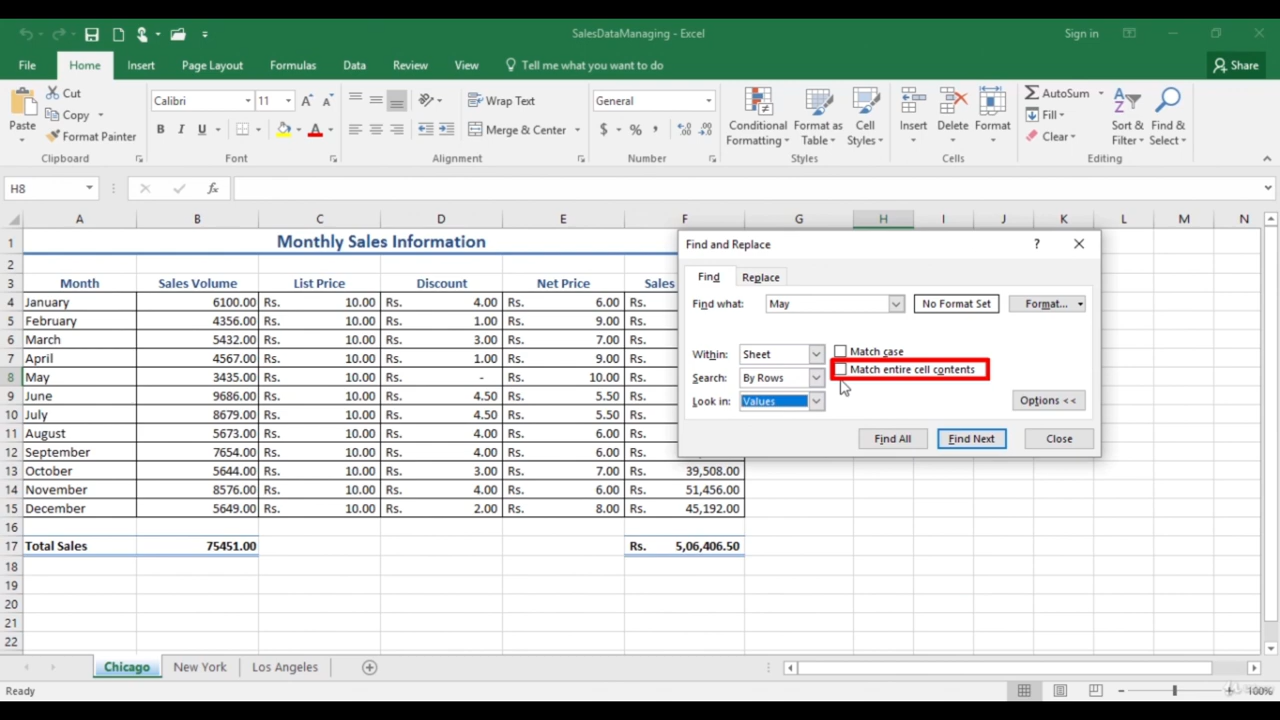 SalesDataManaging - Excel
Sign in
File Home Insert Page Layout Formulas Data Review View Tell me what you want to do Share
Paste
Cut
Copy
Format Painter
Clipboard
Calibri 11
B I U
Font
Wrap Text
Merge & Center
Alignment
General
$ % ,
Number
Conditional Formatting
Format as Table
Cell Styles
Styles
Insert Delete Format
Cells
AutoSum
Fill
Clear
Sort & Filter
Find & Select
Editing
H8 fx
A B C D E F G H I J K L M N
1 Monthly Sales Information
2
3 Month Sales Volume List Price Discount Net Price Sales
4 January 6100.00 Rs. 10.00 Rs. 4.00 Rs. 6.00 Rs.
5 February 4356.00 Rs. 10.00 Rs. 1.00 Rs. 9.00 Rs.
6 March 5432.00 Rs. 10.00 Rs. 3.00 Rs. 7.00 Rs.
7 April 4567.00 Rs. 10.00 Rs. 1.00 Rs. 9.00 Rs.
8 May 3435.00 Rs. 10.00 Rs. - Rs. 10.00 Rs.
9 June 9686.00 Rs. 10.00 Rs. 4.50 Rs. 5.50 Rs.
10 July 8679.00 Rs. 10.00 Rs. 4.50 Rs. 5.50 Rs.
11 August 5673.00 Rs. 10.00 Rs. 4.00 Rs. 6.00 Rs.
12 September 7654.00 Rs. 10.00 Rs. 4.00 Rs. 6.00 Rs.
13 October 5644.00 Rs. 10.00 Rs. 3.00 Rs. 7.00 Rs. 39,508.00
14 November 8576.00 Rs. 10.00 Rs. 4.00 Rs. 6.00 Rs. 51,456.00
15 December 5649.00 Rs. 10.00 Rs. 2.00 Rs. 8.00 Rs. 45,192.00
16
17 Total Sales 75451.00 Rs. 5,06,406.50
18
19
20
21
22
Find and Replace ?
Find Replace
Find what: May No Format Set Format...
Within: Sheet Match case
Match entire cell contents
Search: By Rows
Look in: Values Options <<
Find All Find Next Close
Chicago New York Los Angeles
Ready 100%